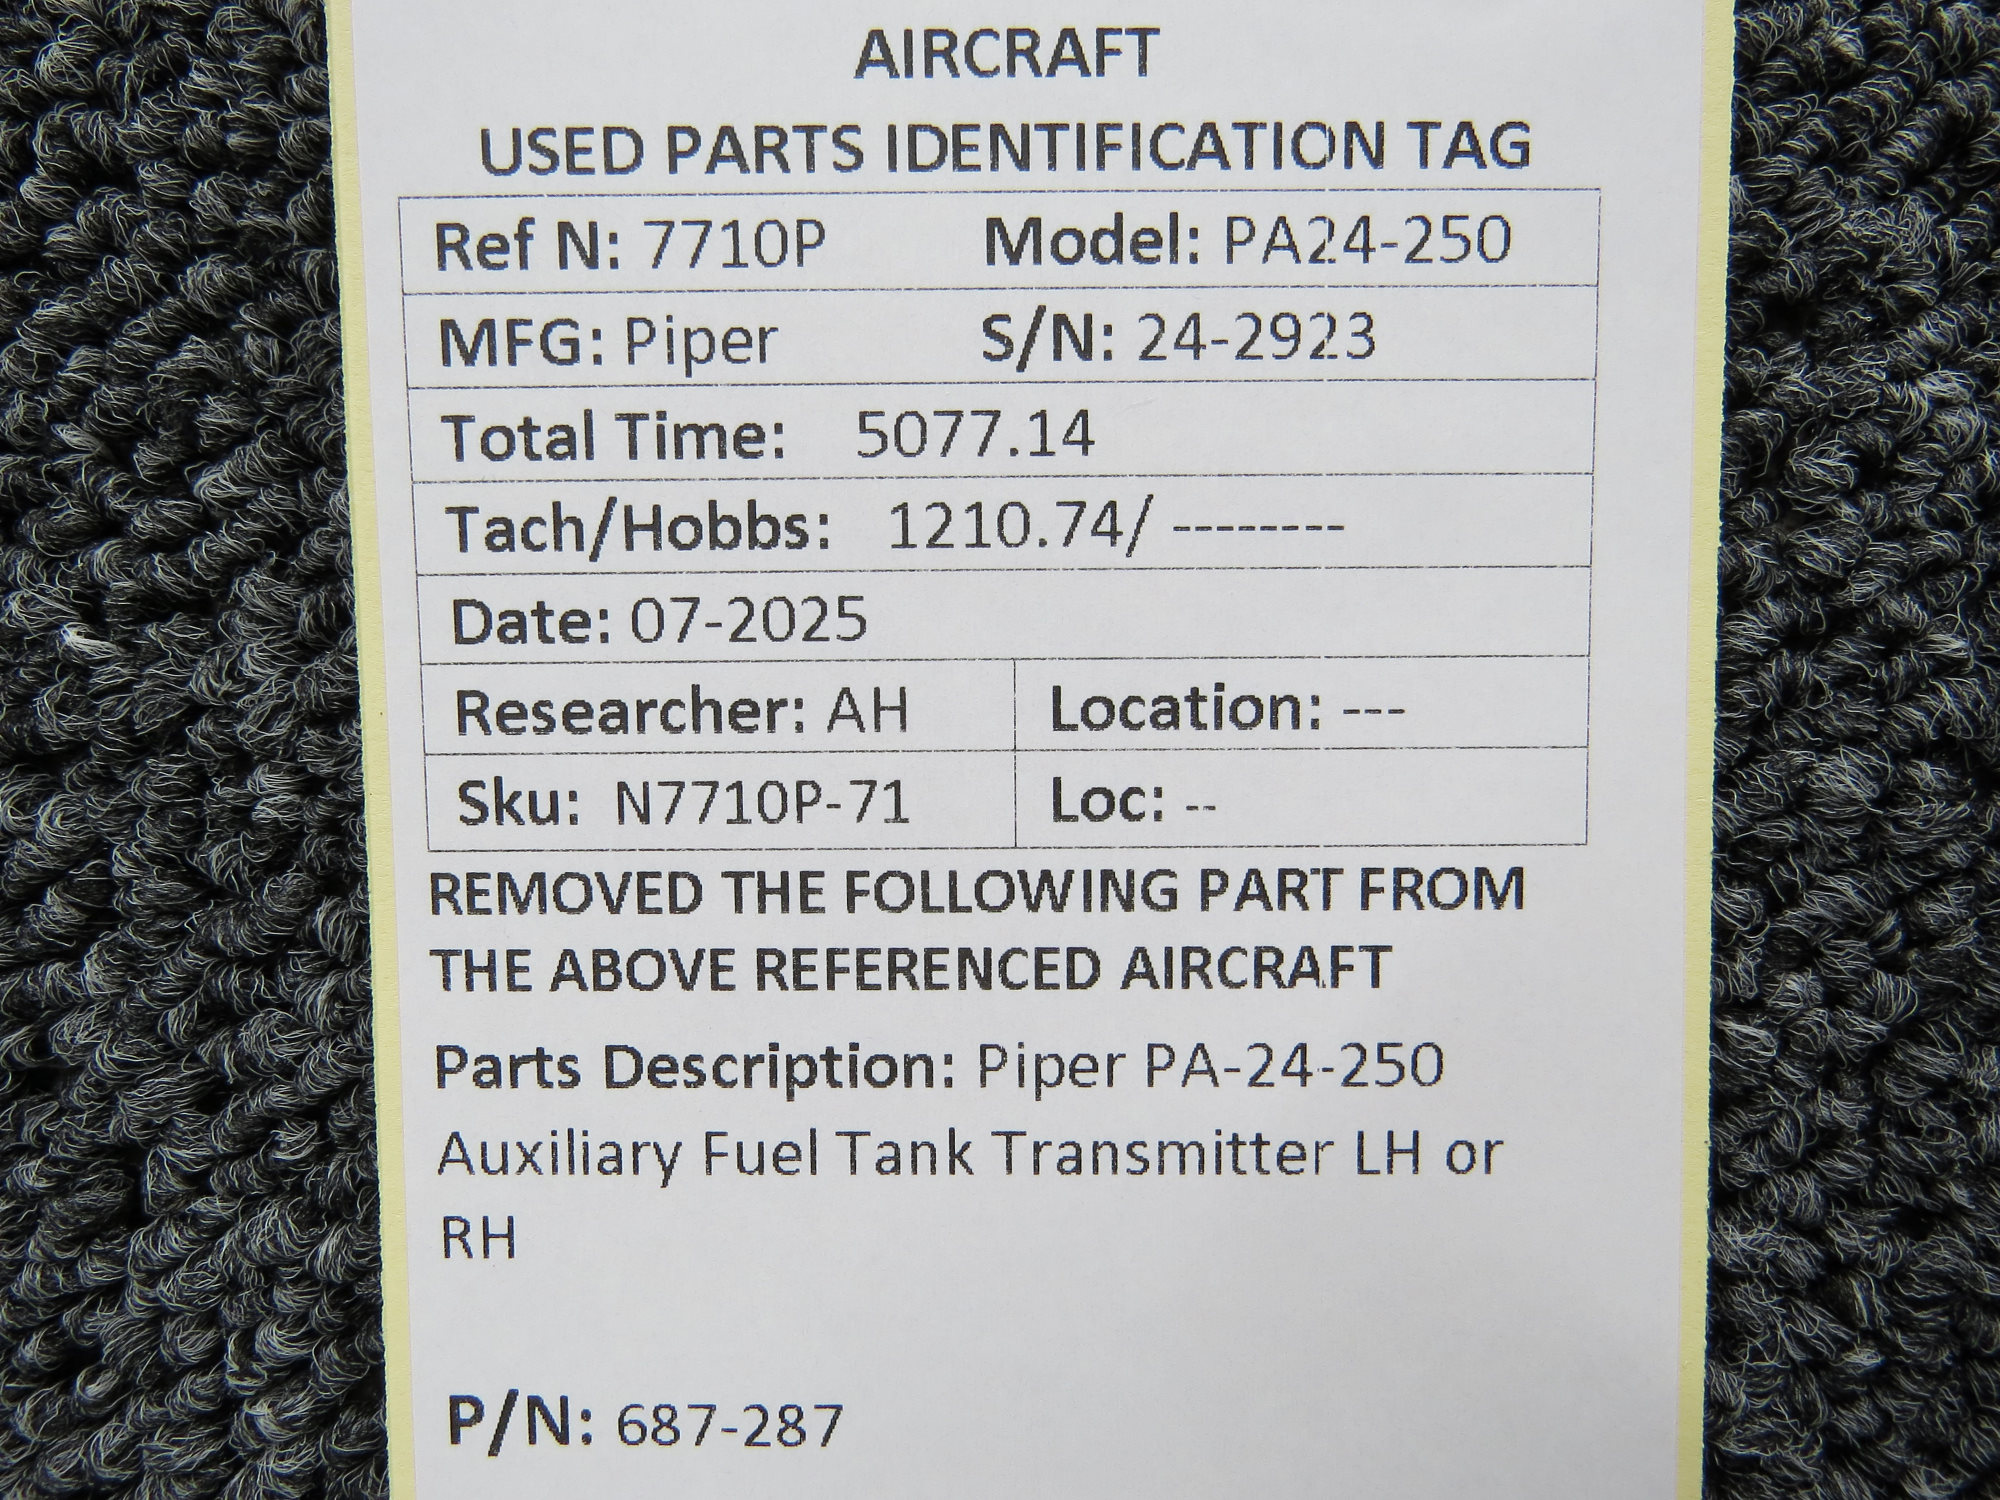 AIRCRAFT
USED PARTS IDENTIFICATION TAG
Ref N: 7710P Model: PA24-250
MFG: Piper S/N: 24-2923
Total Time: 5077.14
Tach/Hobbs: 1210.74/ --------
Date: 07-2025
Researcher: AH Location: ---
Sku: N7710P-71 Loc: --
REMOVED THE FOLLOWING PART FROM
THE ABOVE REFERENCED AIRCRAFT
Parts Description: Piper PA-24-250
Auxiliary Fuel Tank Transmitter LH or
RH
P/N: 687-287